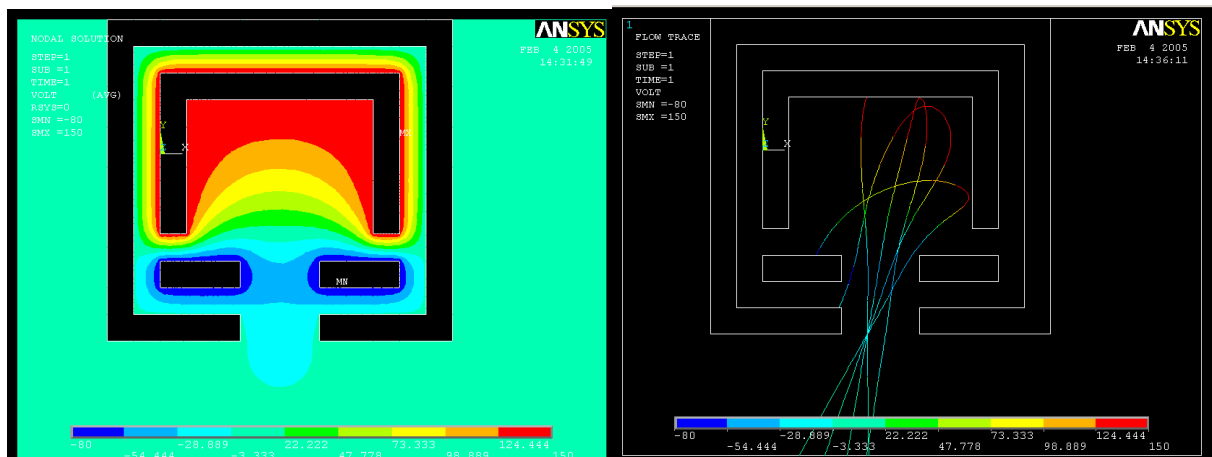 ANSYS
NODAL SOLUTION
FEB 4 2005
14:31:49
STEP=1
SUB =1
TIME=1
VOLT (AVG)
RSYS=0
SMN =-80
SMX =150
Y
X
MX
MN
-80 -28.889 22.222 73.333 124.444
-54.444 -3.333 47.778 98.889 150
1
ANSYS
FLOW TRACE
FEB 4 2005
14:36:11
STEP=1
SUB =1
TIME=1
VOLT
SMN =-80
SMX =150
Y
X
-80 -28.889 22.222 73.333 124.444
-54.444 -3.333 47.778 98.889 150